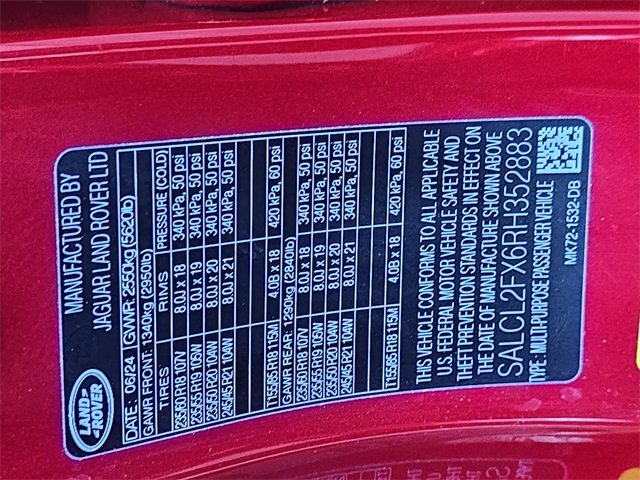 LAND
ROVER
MANUFACTURED BY
JAGUAR LAND ROVER LTD
DATE: 06/24 GVWR: 2550kg (5620lb)
GAWR FRONT: 1340kg (2950lb)
TIRES RIMS PRESSURE (COLD)
235/60 R18 107V 8.0J x 18 340 kPa, 50 psi
235/55 R19 105W 8.0J x 19 340 kPa, 50 psi
235/50 R20 104W 8.0J x 20 340 kPa, 50 psi
245/45 R21 104W 8.0J x 21 340 kPa, 50 psi
T155/85 R18 115M 4.0B x 18 420 kPa, 60 psi
GAWR REAR: 1290kg (2840lb)
235/60 R18 107V 8.0J x 18 340 kPa, 50 psi
235/55 R19 105W 8.0J x 19 340 kPa, 50 psi
235/50 R20 104W 8.0J x 20 340 kPa, 50 psi
245/45 R21 104W 8.0J x 21 340 kPa, 50 psi
T155/85 R18 115M 4.0B x 18 420 kPa, 60 psi
THIS VEHICLE CONFORMS TO ALL APPLICABLE
U.S. FEDERAL MOTOR VEHICLE SAFETY AND
THEFT PREVENTION STANDARDS IN EFFECT
ON THE DATE OF MANUFACTURE SHOWN ABOVE
SALCL2FX6RH352883
TYPE: MULTI-PURPOSE PASSENGER VEHICLE
MK72-1532-DB